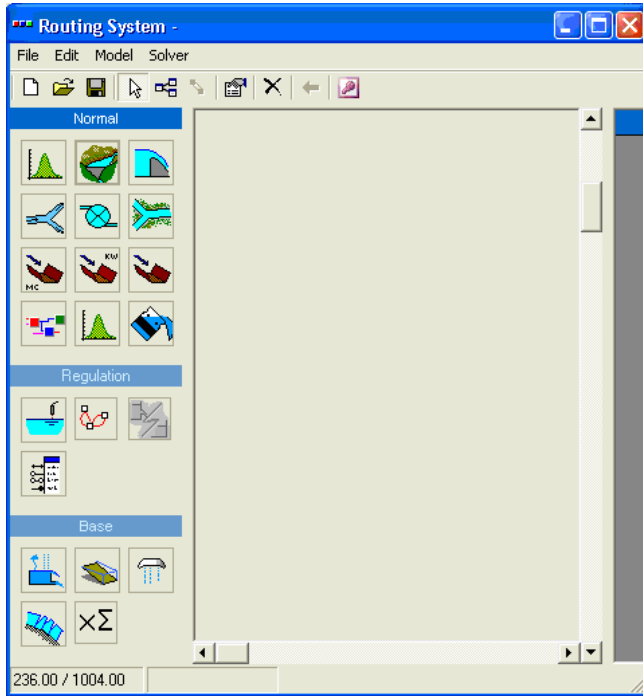 Routing System -
File Edit Model Solver
Normal
KW
MC
Regulation
Base
×Σ
236.00 / 1004.00